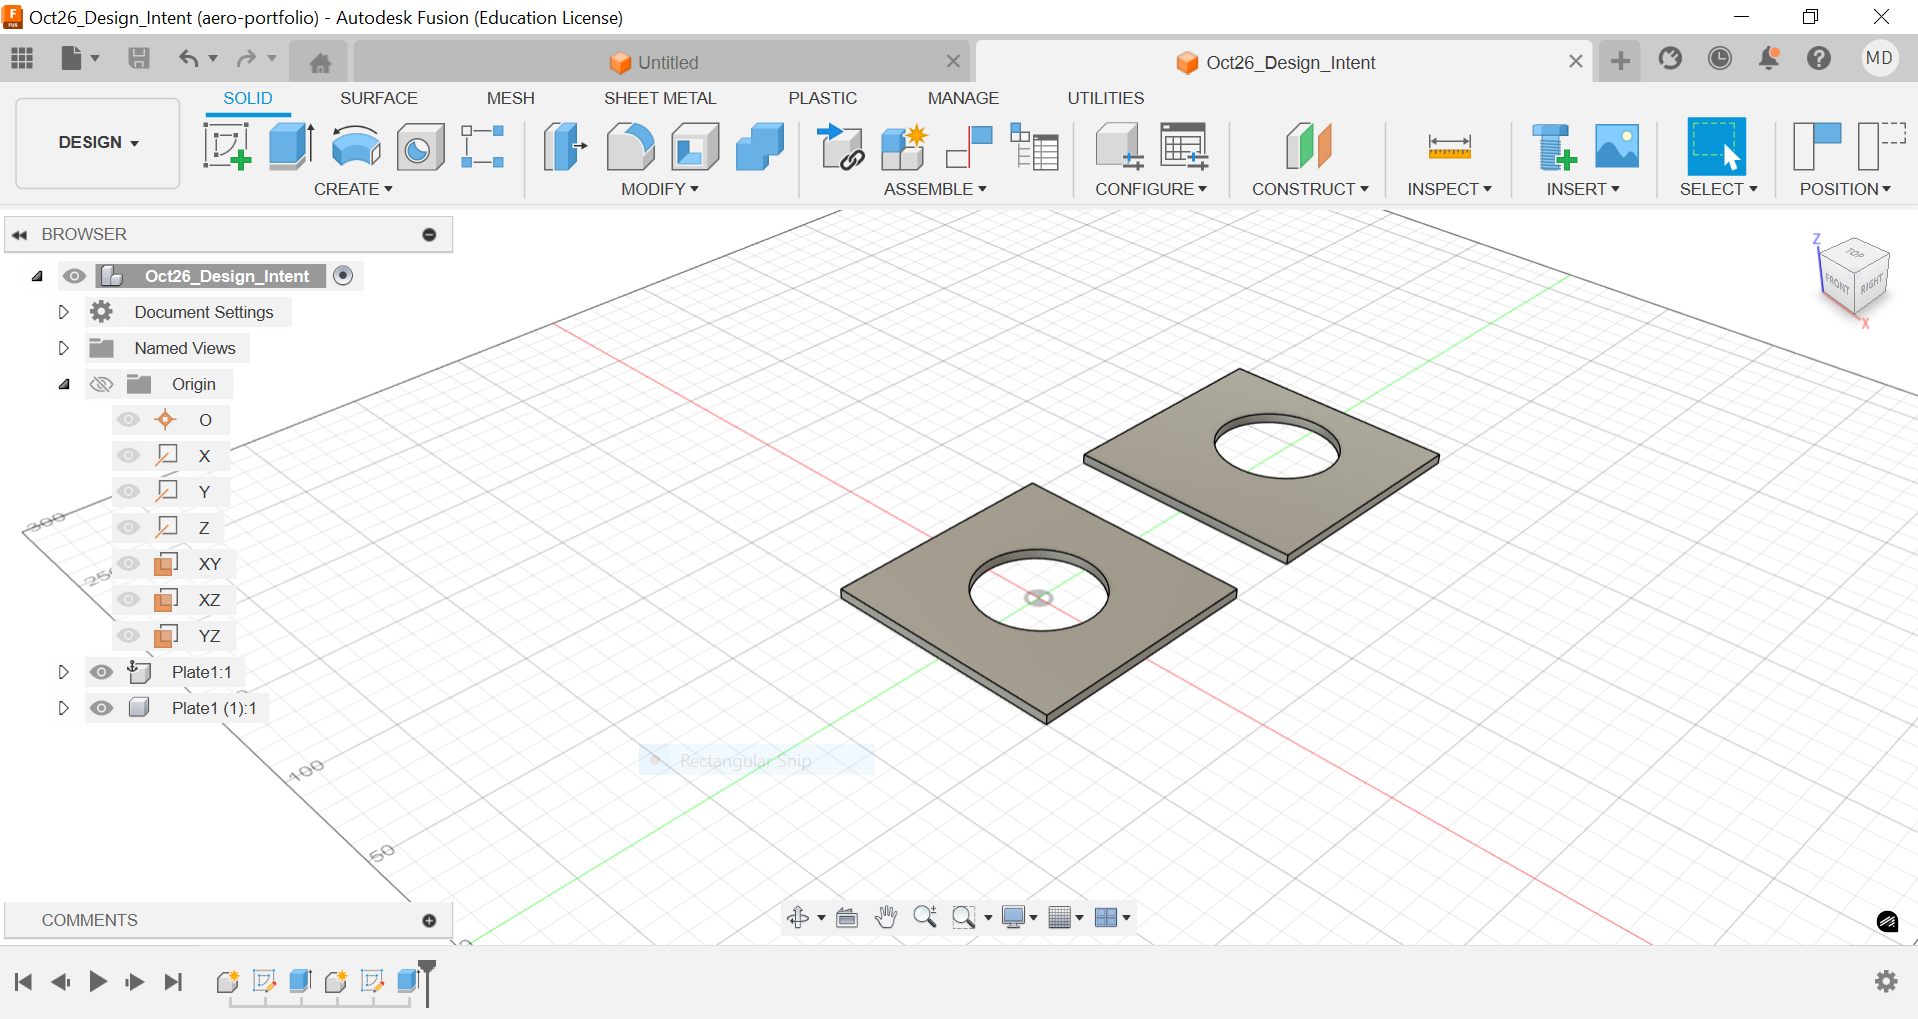 Oct26_Design_Intent (aero-portfolio) - Autodesk Fusion (Education License)
Untitled
Oct26_Design_Intent
MD
SOLID SURFACE MESH SHEET METAL PLASTIC MANAGE UTILITIES
DESIGN
CREATE MODIFY ASSEMBLE CONFIGURE CONSTRUCT INSPECT INSERT SELECT POSITION
BROWSER
Oct26_Design_Intent
Document Settings
Named Views
Origin
O
X
Y
Z
XY
XZ
YZ
Plate1:1
Plate1 (1):1
Z
TOP
FRONT
RIGHT
X
300
100
50
Rectangular Snip
COMMENTS